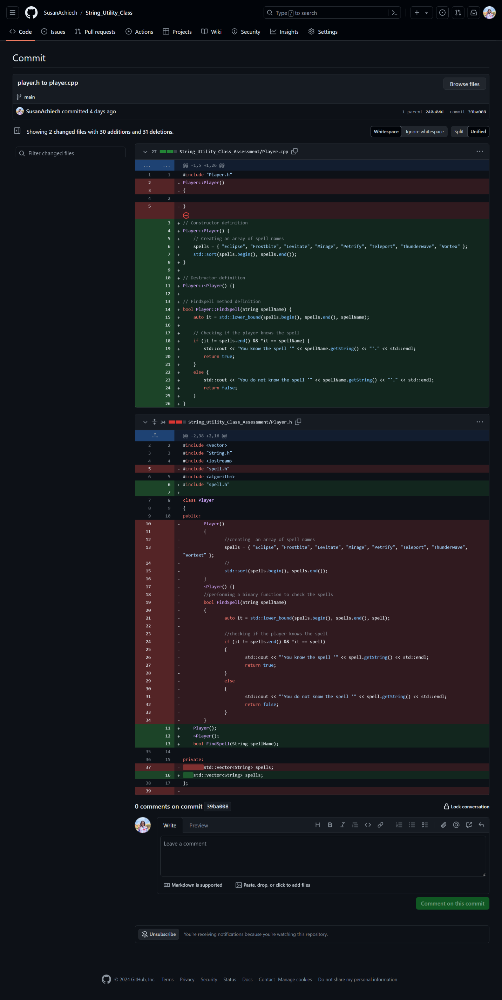 SusanAchiech / String_Utility_Class
Type / to search
Code Issues Pull requests Actions Projects Wiki Security Insights Settings
Commit
player.h to player.cpp
Browse files
main
SusanAchiech committed 4 days ago
1 parent 240a04d commit 39ba008
Showing 2 changed files with 30 additions and 31 deletions.
Whitespace Ignore whitespace Split Unified
Filter changed files
27 String_Utility_Class_Assessment/Player.cpp
... ... @@ -1,5 +1,26 @@
1 1 #include "Player.h"
2 - Player::Player()
3 - {
4 2
5 - }
3 + // Constructor definition
4 + Player::Player() {
5 + // Creating an array of spell names
6 + spells = { "Eclipse", "Frostbite", "Levitate", "Mirage", "Petrify", "Teleport", "Thunderwave", "Vortex" };
7 + std::sort(spells.begin(), spells.end());
8 + }
9 +
10 + // Destructor definition
11 + Player::~Player() {}
12 +
13 + // FindSpell method definition
14 + bool Player::FindSpell(String spellName) {
15 + auto it = std::lower_bound(spells.begin(), spells.end(), spellName);
16 +
17 + // Checking if the player knows the spell
18 + if (it != spells.end() && *it == spellName) {
19 + std::cout << "You know the spell '" << spellName.getString() << "'." << std::endl;
20 + return true;
21 + }
22 + else {
23 + std::cout << "You do not know the spell '" << spellName.getString() << "'." << std::endl;
24 + return false;
25 + }
26 + }
34 String_Utility_Class_Assessment/Player.h
@@ -2,38 +2,16 @@
2 2 #include <vector>
3 3 #include "String.h"
4 4 #include <iostream>
5 - #include "spell.h"
6 5 #include <algorithm>
6 + #include "spell.h"
7 +
7 8 class Player
8 9 {
9 10 public:
10 - Player()
11 - {
12 - //creating  an array of spell names
13 - spells = { "Eclipse", "Frostbite", "Levitate", "Mirage", "Petrify", "Teleport", "Thunderwave",
"Vortext" };
14 - //
15 - std::sort(spells.begin(), spells.end());
16 - }
17 - ~Player() {}
18 - //performing a binary function to check the spells
19 - bool FindSpell(String spellName)
20 - {
21 - auto it = std::lower_bound(spells.begin(), spells.end(), spell);
22 -
23 - //checking if the player knows the spell
24 - if (it != spells.end() && *it == spell)
25 - {
26 - std::cout << "'You know the spell '" << spell.getString() << std::endl;
27 - return true;
28 - }
29 - else
30 - {
31 - std::cout << "'You do not know the spell '" << spell.getString() << std::endl;
32 - return false;
33 - }
34 - }
11 + Player();
12 + ~Player();
13 + bool FindSpell(String spellName);
35 14
36 15 private:
37 - std::vector<String> spells;
16 + std::vector<String> spells;
38 17 };
39 -
0 comments on commit 39ba008
Lock conversation
Write Preview
Leave a comment
Markdown is supported Paste, drop, or click to add files
Comment on this commit
Unsubscribe You're receiving notifications because you're watching this repository.
© 2024 GitHub, Inc. Terms Privacy Security Status Docs Contact Manage cookies Do not share my personal information